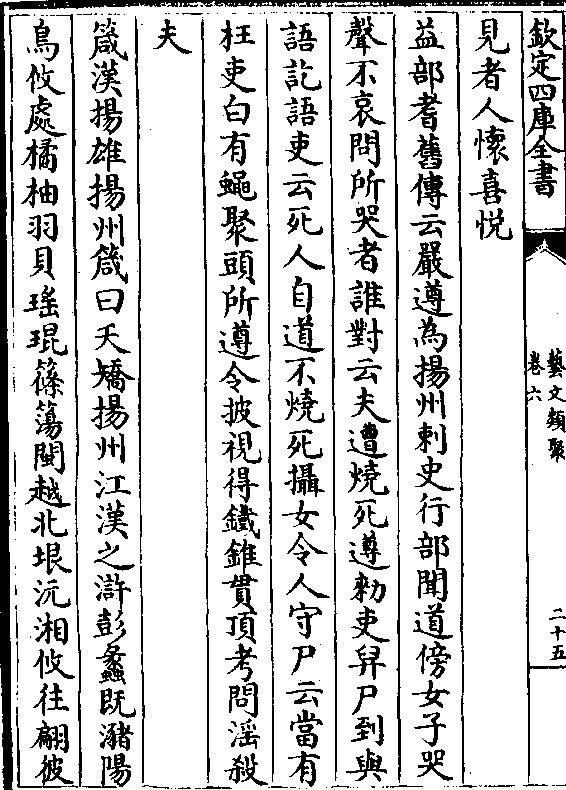 欽定四庫全書
藝文類聚
卷六
二十五
見者人懷喜悦
益部耆舊傳云嚴遵為揚州刺史行部聞道傍女子哭
聲不哀問所哭者誰對云夫遭燒死遵勑吏舁尸到與
語訖語吏云死人自道不燒死攝女令人守尸云當有
枉吏白有蠅聚頭所遵令披視得鐵錐貫頂考問滛殺
夫
箴漢揚雄揚州箴曰夭矯揚州江漢之滸彭蠡既瀦陽
鳥攸處橘柚羽貝瑤琨篠簜閩越北垠沅湘攸往翩彼